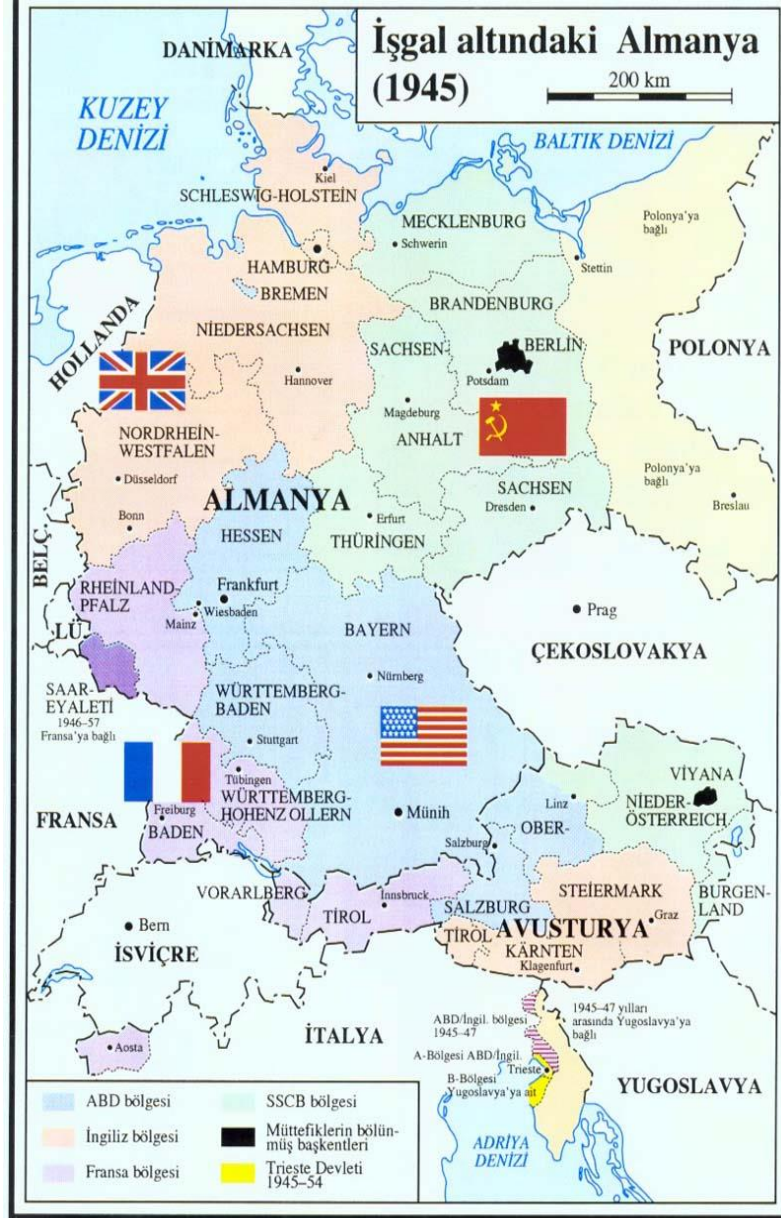 DANİMARKA
İşgal altındaki Almanya
(1945)
200 km
KUZEY
DENİZİ
BALTIK DENİZİ
Kiel
SCHLESWIG-HOLSTEİN
MECKLENBURG
Schwerin
Polonya'ya
bağlı
Stettin
HAMBURG-
BREMEN
HOLLANDA
NİEDERSACHSEN
Hannover
BRANDENBURG
SACHSEN-
BERLİN
Potsdam
Magdeburg
ANHALT
POLONYA
NORDRHEİN-
WESTFALEN
Düsseldorf
Bonn
ALMANYA
HESSEN
SACHSEN
Dresden
Erfurt
THÜRİNGEN
Polonya'ya
bağlı
Breslau
BELÇ.
RHEİNLAND-
PFALZ
Frankfurt
Wiesbaden
Mainz
LÜ.
BAYERN
Nürnberg
Prag
ÇEKOSLOVAKYA
SAAR-
EYALETİ
1946–57
Fransa'ya bağlı
WÜRTTEMBERG-
BADEN
Stuttgart
Tübingen
WÜRTTEMBERG-
HOHENZ OLLERN
Freiburg
BADEN
FRANSA
Münih
VİYANA
Linz
NİEDER-
ÖSTERREICH
OBER-
Salzburg
VORARLBERG
Innsbruck
TİROL
SALZBURG
STEİERMARK
BURGEN-
LAND
Graz
AVUSTURYA
TİROL
KÄRNTEN
Klagenfurt
Bern
İSVİÇRE
İTALYA
Aosta
ABD/İngil. bölgesi
1945–47
1945–47 yılları
arasında Yugoslavya'ya
bağlı
A-Bölgesi ABD/İngil.
Trieste
B-Bölgesi
Yugoslavya'ya ait
YUGOSLAVYA
ADRİYA
DENİZİ
ABD bölgesi
İngiliz bölgesi
Fransa bölgesi
SSCB bölgesi
Müttefiklerin bölün-
müş başkentleri
Trieste Devleti
1945–54